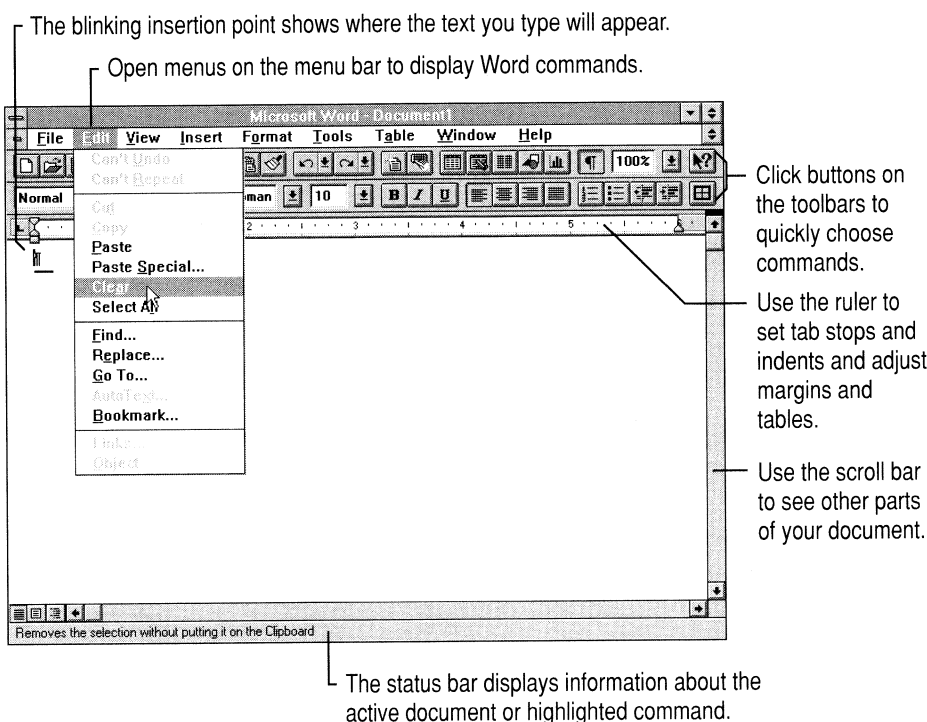 The blinking insertion point shows where the text you type will appear.
Open menus on the menu bar to display Word commands.
Microsoft Word - Document1
File Edit View Insert Format Tools Table Window Help
Can't Undo
Can't Repeat
100%
Normal
oman
10
B I U
Cut
Copy
2 3 4 5
Paste
Paste Special...
Clear
Select All
Find...
Replace...
Go To...
AutoText...
Bookmark...
Links...
Object
Click buttons on
the toolbars to
quickly choose
commands.
Use the ruler to
set tab stops and
indents and adjust
margins and
tables.
Use the scroll bar
to see other parts
of your document.
Removes the selection without putting it on the Clipboard
The status bar displays information about the
active document or highlighted command.